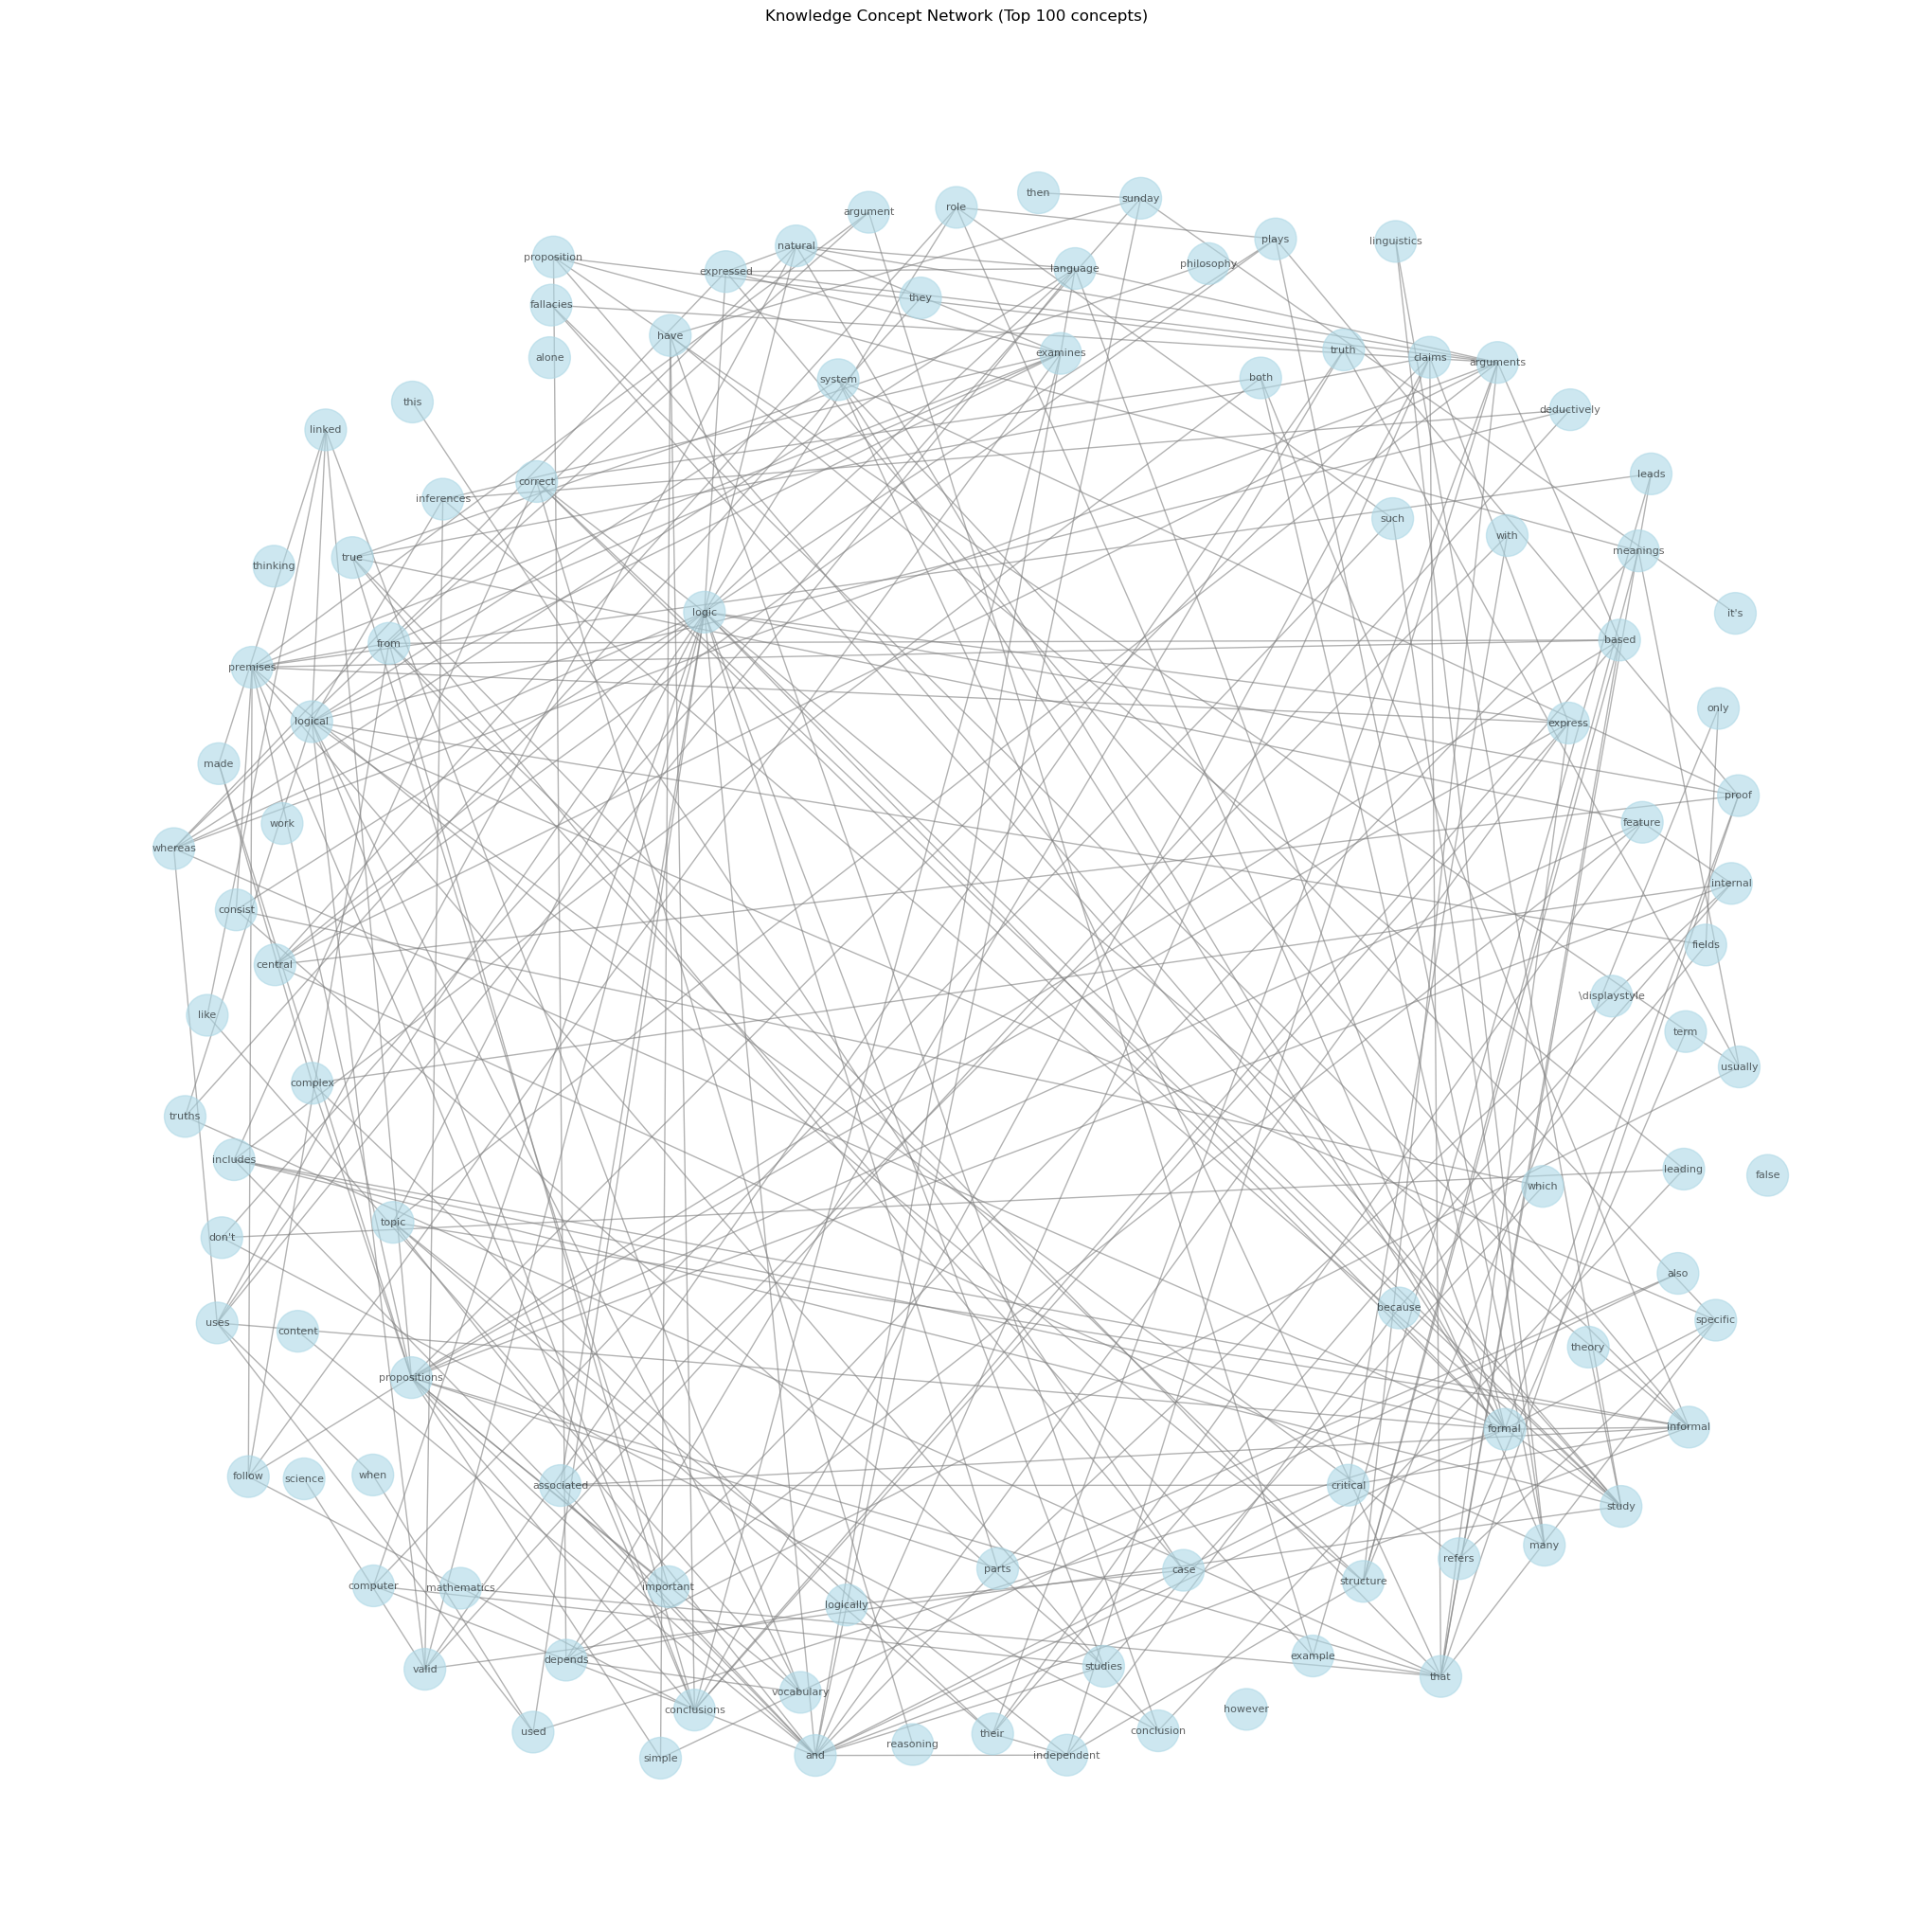 Knowledge Concept Network (Top 100 concepts)
then
sunday
role
argument
plays
linguistics
natural
proposition
philosophy
language
expressed
they
fallacies
have
truth
examines
alone
claims
arguments
both
system
this
deductively
linked
leads
correct
inferences
such
with
meanings
true
thinking
logic
it's
based
from
premises
only
logical
express
made
proof
feature
work
whereas
internal
consist
fields
central
\displaystyle
like
term
usually
complex
truths
includes
leading
false
which
topic
don't
also
because
specific
uses
content
theory
propositions
informal
formal
follow
when
science
associated
critical
study
many
refers
parts
case
structure
computer
important
mathematics
logically
example
depends
studies
valid
that
vocabulary
conclusions
however
conclusion
used
their
reasoning
and
independent
simple